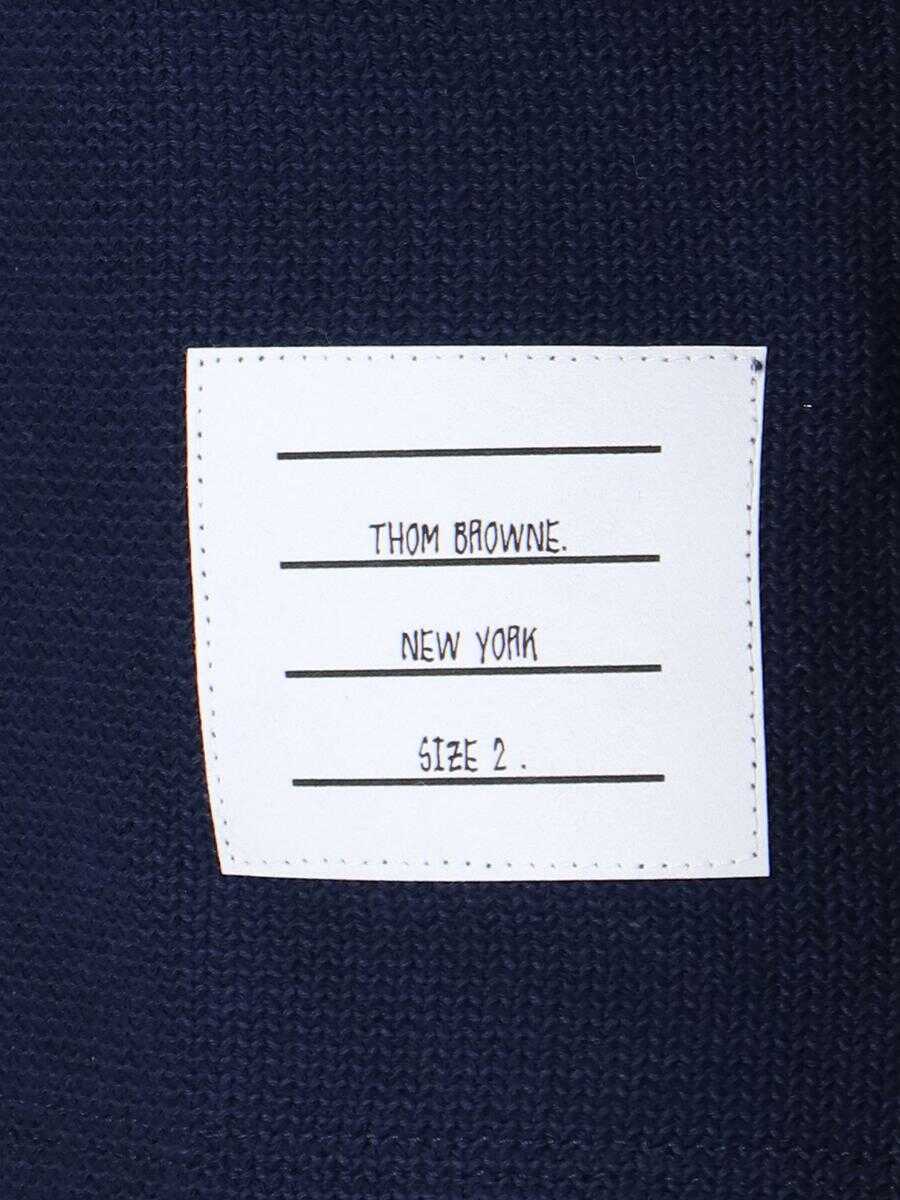 THOM BROWNE.
NEW YORK
SIZE 2 .